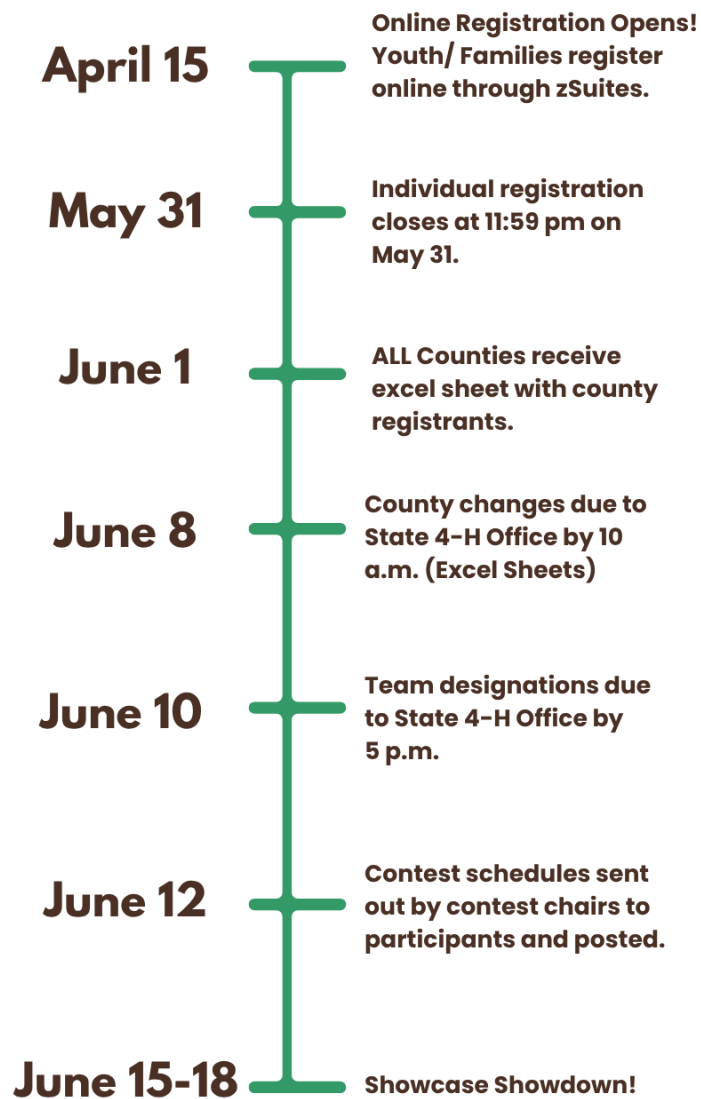 April 15
Online Registration Opens!
Youth/ Families register
online through zSuites.
May 31
Individual registration
closes at 11:59 pm on
May 31.
June 1
ALL Counties receive
excel sheet with county
registrants.
June 8
County changes due to
State 4-H Office by 10
a.m. (Excel Sheets)
June 10
Team designations due
to State 4-H Office by
5 p.m.
June 12
Contest schedules sent
out by contest chairs to
participants and posted.
June 15-18
Showcase Showdown!